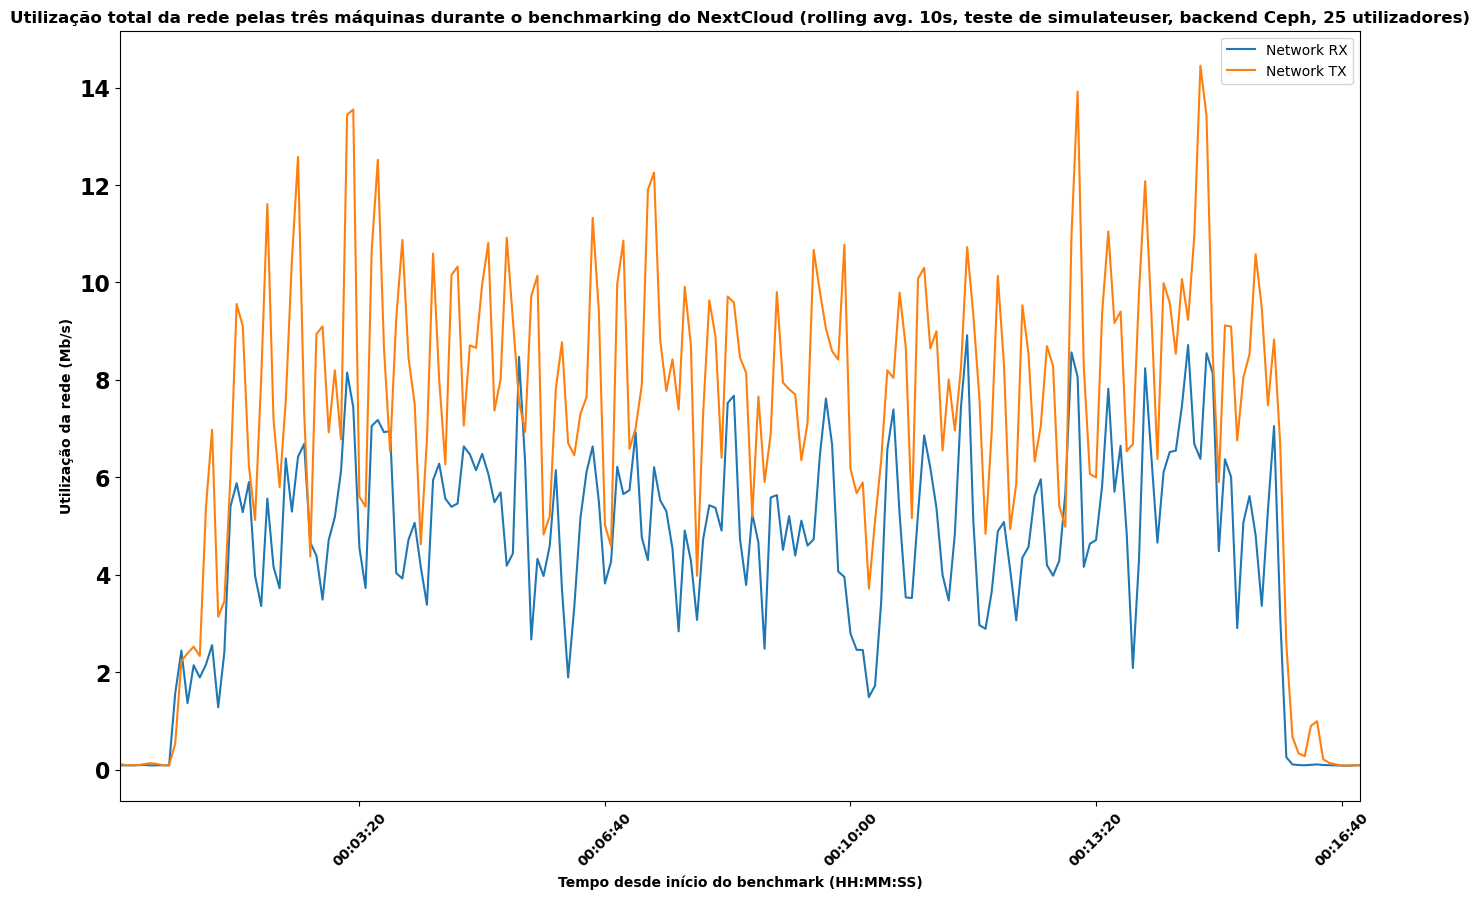 Utilização total da rede pelas três máquinas durante o benchmarking do NextCloud (rolling avg. 10s, teste de simulateuser, backend Ceph, 25 utilizadores)
Network RX
Network TX
14
12
10
8
6
4
2
0
Utilização da rede (Mb/s)
00:03:20
00:06:40
00:10:00
00:13:20
00:16:40
Tempo desde início do benchmark (HH:MM:SS)